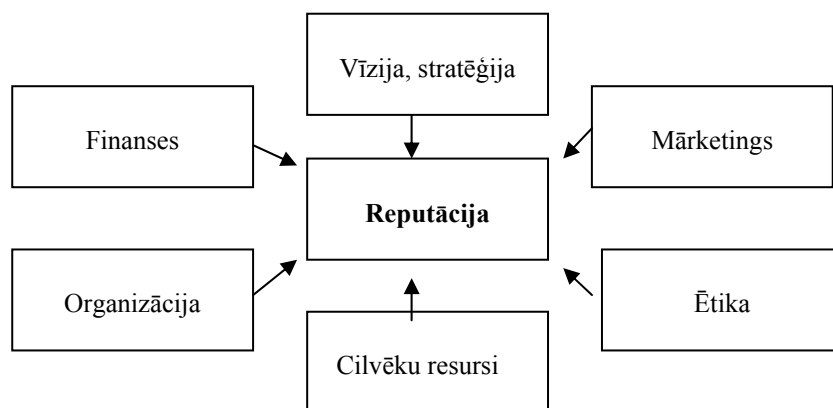 Vīzija, stratēģija
Finanses
Mārketings
Reputācija
Organizācija
Ētika
Cilvēku resursi